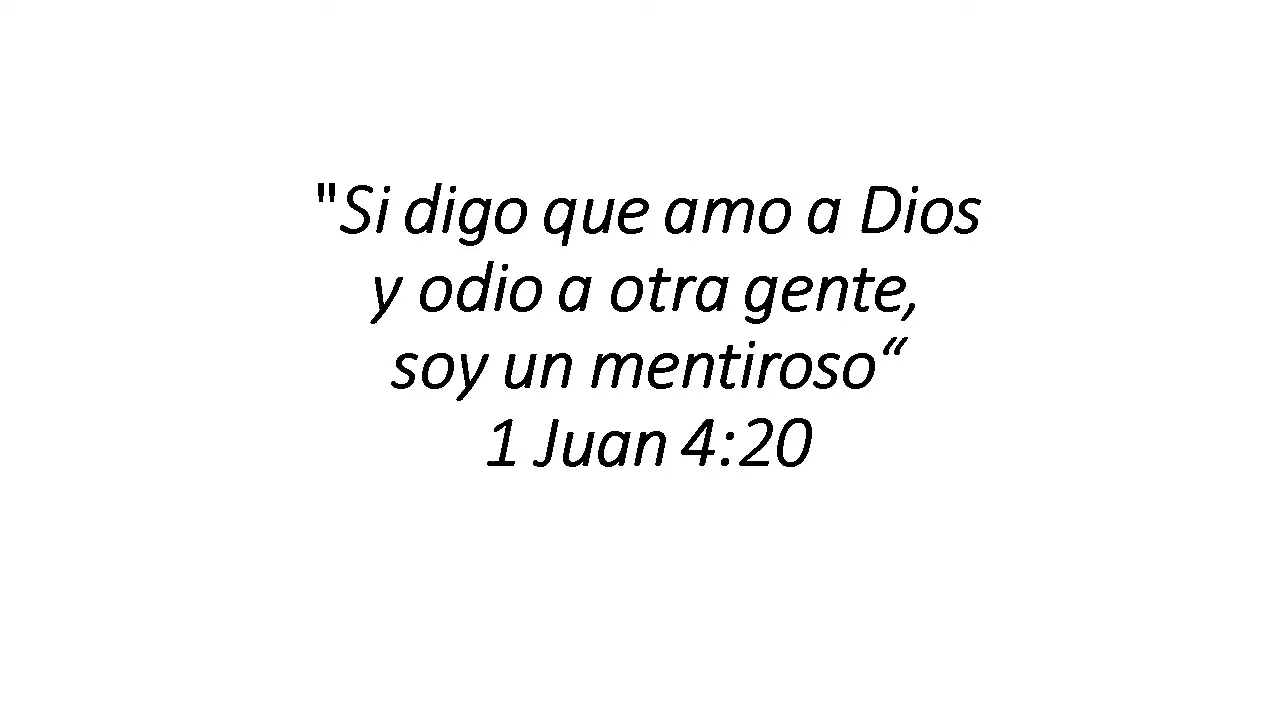 "Si digo que amo a Dios
y odio a otra gente,
soy un mentiroso“
1 Juan 4:20